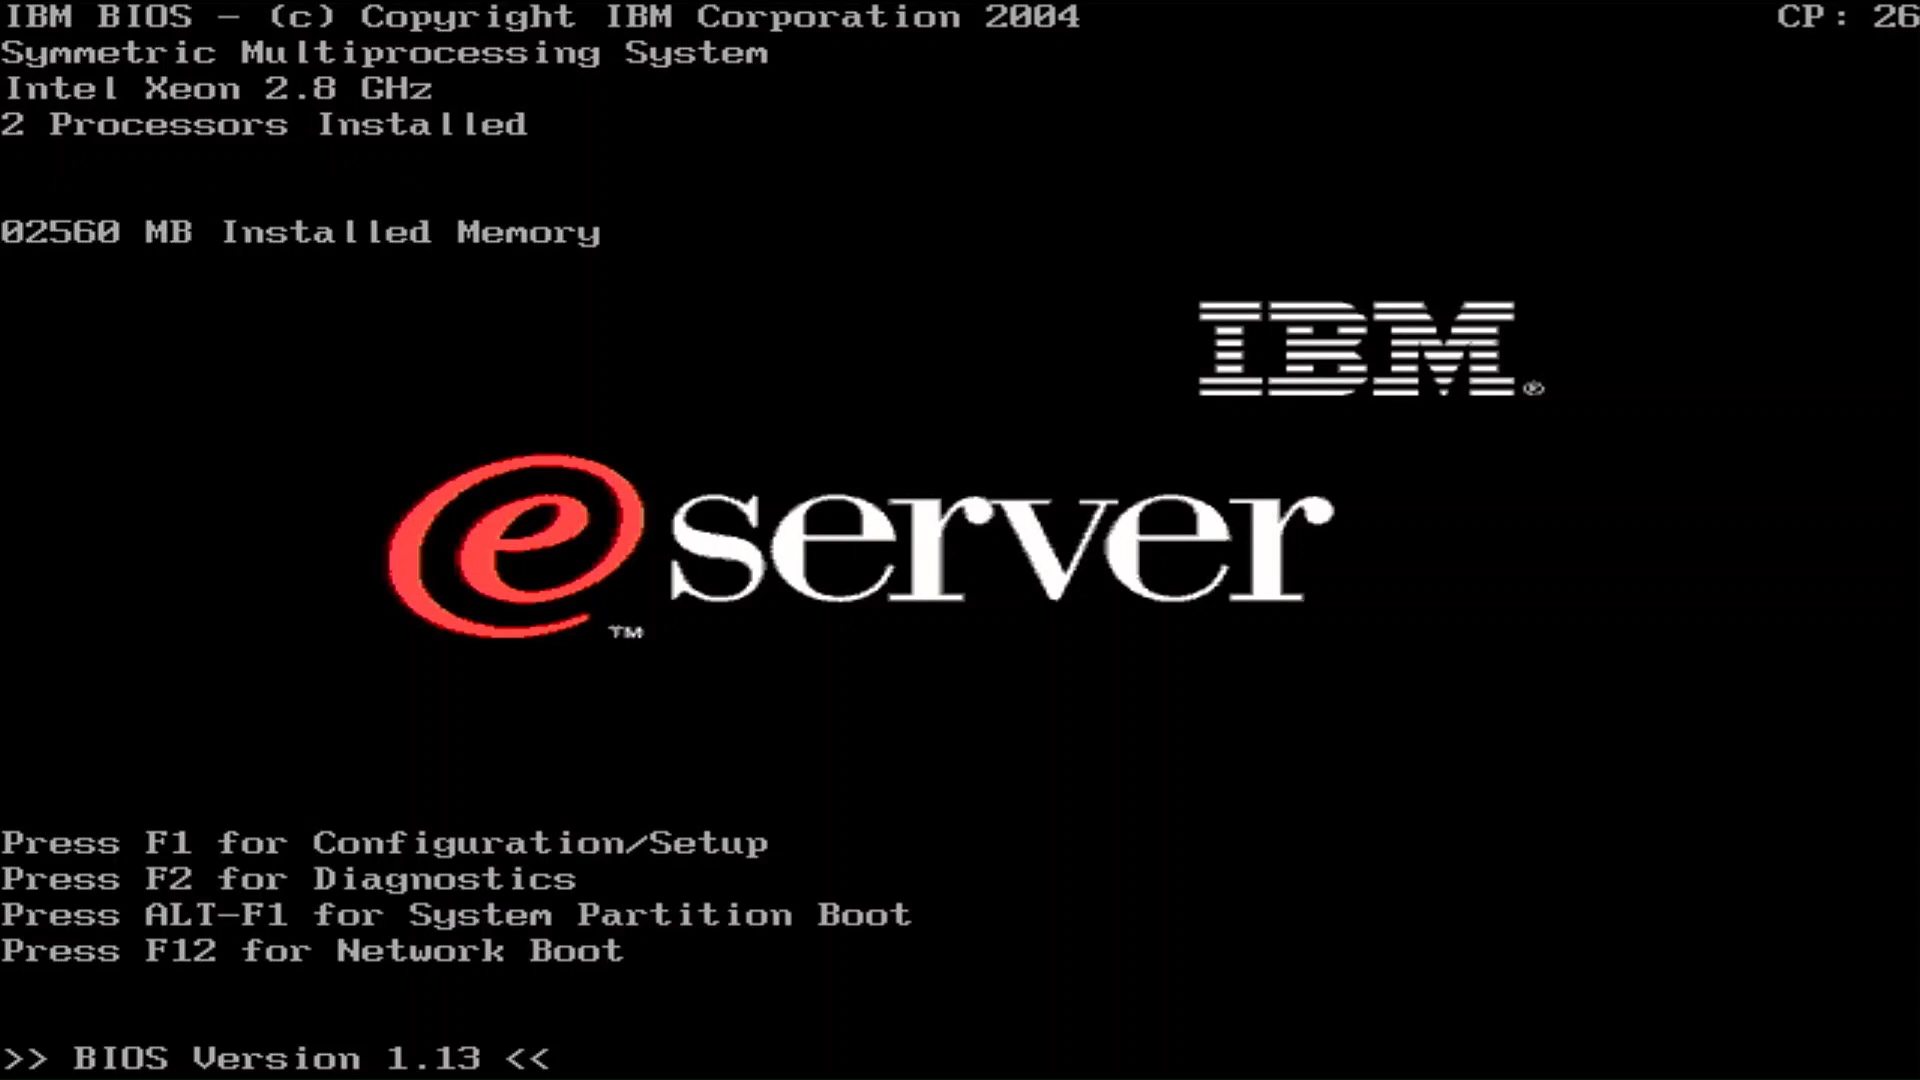 IBM BIOS - (c) Copyright IBM Corporation 2004 CP: 26
Symmetric Multiprocessing System
Intel Xeon 2.8 GHz
2 Processors Installed
02560 MB Installed Memory
IBM®
e server
™
Press F1 for Configuration/Setup
Press F2 for Diagnostics
Press ALT-F1 for System Partition Boot
Press F12 for Network Boot
>> BIOS Version 1.13 <<